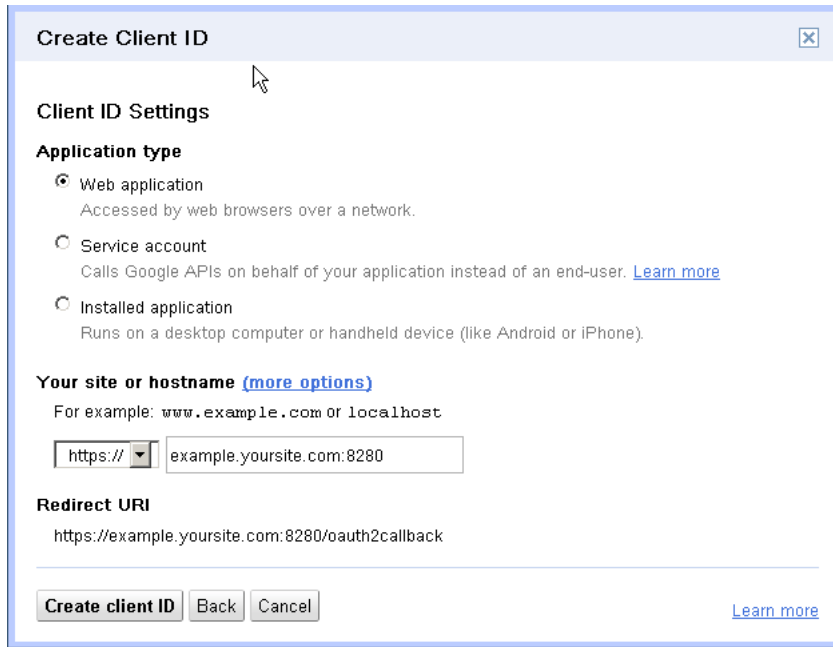 Create Client ID
Client ID Settings
Application type
Web application
Accessed by web browsers over a network.
Service account
Calls Google APIs on behalf of your application instead of an end-user. Learn more
Installed application
Runs on a desktop computer or handheld device (like Android or iPhone).
Your site or hostname (more options)
For example: www.example.com or localhost
https:// example.yoursite.com:8280
Redirect URI
https://example.yoursite.com:8280/oauth2callback
Create client ID Back Cancel Learn more